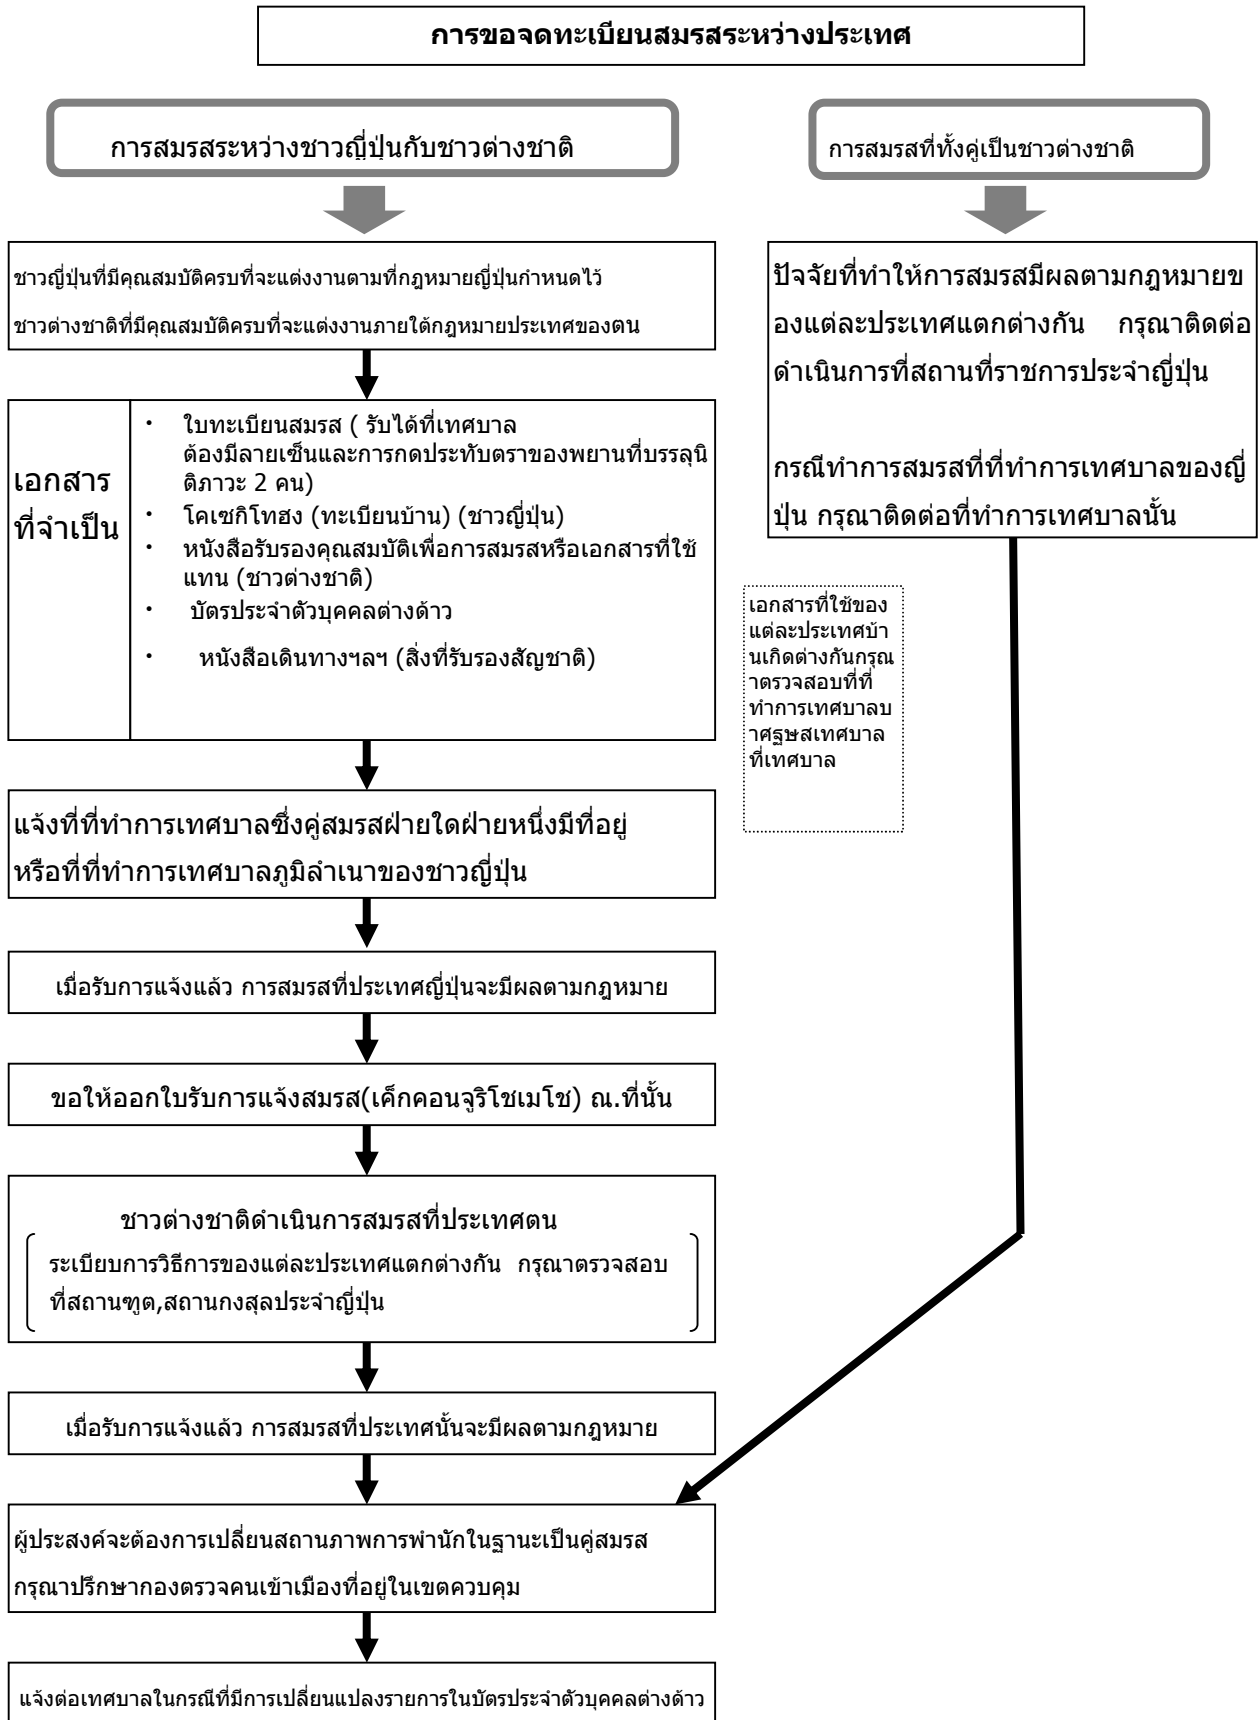 การขอจดทะเบียนสมรสระหว่างประเทศ
การสมรสระหว่างชาวญี่ปุ่นกับชาวต่างชาติ
ชาวญี่ปุ่นที่มีคุณสมบัติครบที่จะแต่งงานตามที่กฎหมายญี่ปุ่นกำหนดไว้
ชาวต่างชาติที่มีคุณสมบัติครบที่จะแต่งงานภายใต้กฎหมายประเทศของตน
เอกสาร
ที่จำเป็น
・ ใบทะเบียนสมรส ( รับได้ที่เทศบาล
ต้องมีลายเซ็นและการกดประทับตราของพยานที่บรรลุนิ
ติภาวะ 2 คน)
・ โคเซกิโทฮง (ทะเบียนบ้าน) (ชาวญี่ปุ่น)
・ หนังสือรับรองคุณสมบัติเพื่อการสมรสหรือเอกสารที่ใช้
แทน (ชาวต่างชาติ)
・ บัตรประจำตัวบุคคลต่างด้าว
・ หนังสือเดินทางฯลฯ (สิ่งที่รับรองสัญชาติ)
แจ้งที่ที่ทำการเทศบาลซึ่งคู่สมรสฝ่ายใดฝ่ายหนึ่งมีที่อยู่
หรือที่ที่ทำการเทศบาลภูมิลำเนาของชาวญี่ปุ่น
เมื่อรับการแจ้งแล้ว การสมรสที่ประเทศญี่ปุ่นจะมีผลตามกฎหมาย
ขอให้ออกใบรับการแจ้งสมรส(เค็กคอนจูริโชเมโช) ณ.ที่นั้น
ชาวต่างชาติดำเนินการสมรสที่ประเทศตน
ระเบียบการวิธีการของแต่ละประเทศแตกต่างกัน กรุณาตรวจสอบ
ที่สถานฑูต,สถานกงสุลประจำญี่ปุ่น
เมื่อรับการแจ้งแล้ว การสมรสที่ประเทศนั้นจะมีผลตามกฎหมาย
ผู้ประสงค์จะต้องการเปลี่ยนสถานภาพการพำนักในฐานะเป็นคู่สมรส
กรุณาปรึกษากองตรวจคนเข้าเมืองที่อยู่ในเขตควบคุม
แจ้งต่อเทศบาลในกรณีที่มีการเปลี่ยนแปลงรายการในบัตรประจำตัวบุคคลต่างด้าว
การสมรสที่ทั้งคู่เป็นชาวต่างชาติ
ปัจจัยที่ทำให้การสมรสมีผลตามกฎหมายข
องแต่ละประเทศแตกต่างกัน กรุณาติดต่อ
ดำเนินการที่สถานที่ราชการประจำญี่ปุ่น
กรณีทำการสมรสที่ที่ทำการเทศบาลของญี่
ปุ่น กรุณาติดต่อที่ทำการเทศบาลนั้น
เอกสารที่ใช้ของ
แต่ละประเทศบ้า
นเกิดต่างกันกรุณ
าตรวจสอบที่ที่
ทำการเทศบาลบ
าศฐษสเทศบาล
ที่เทศบาล